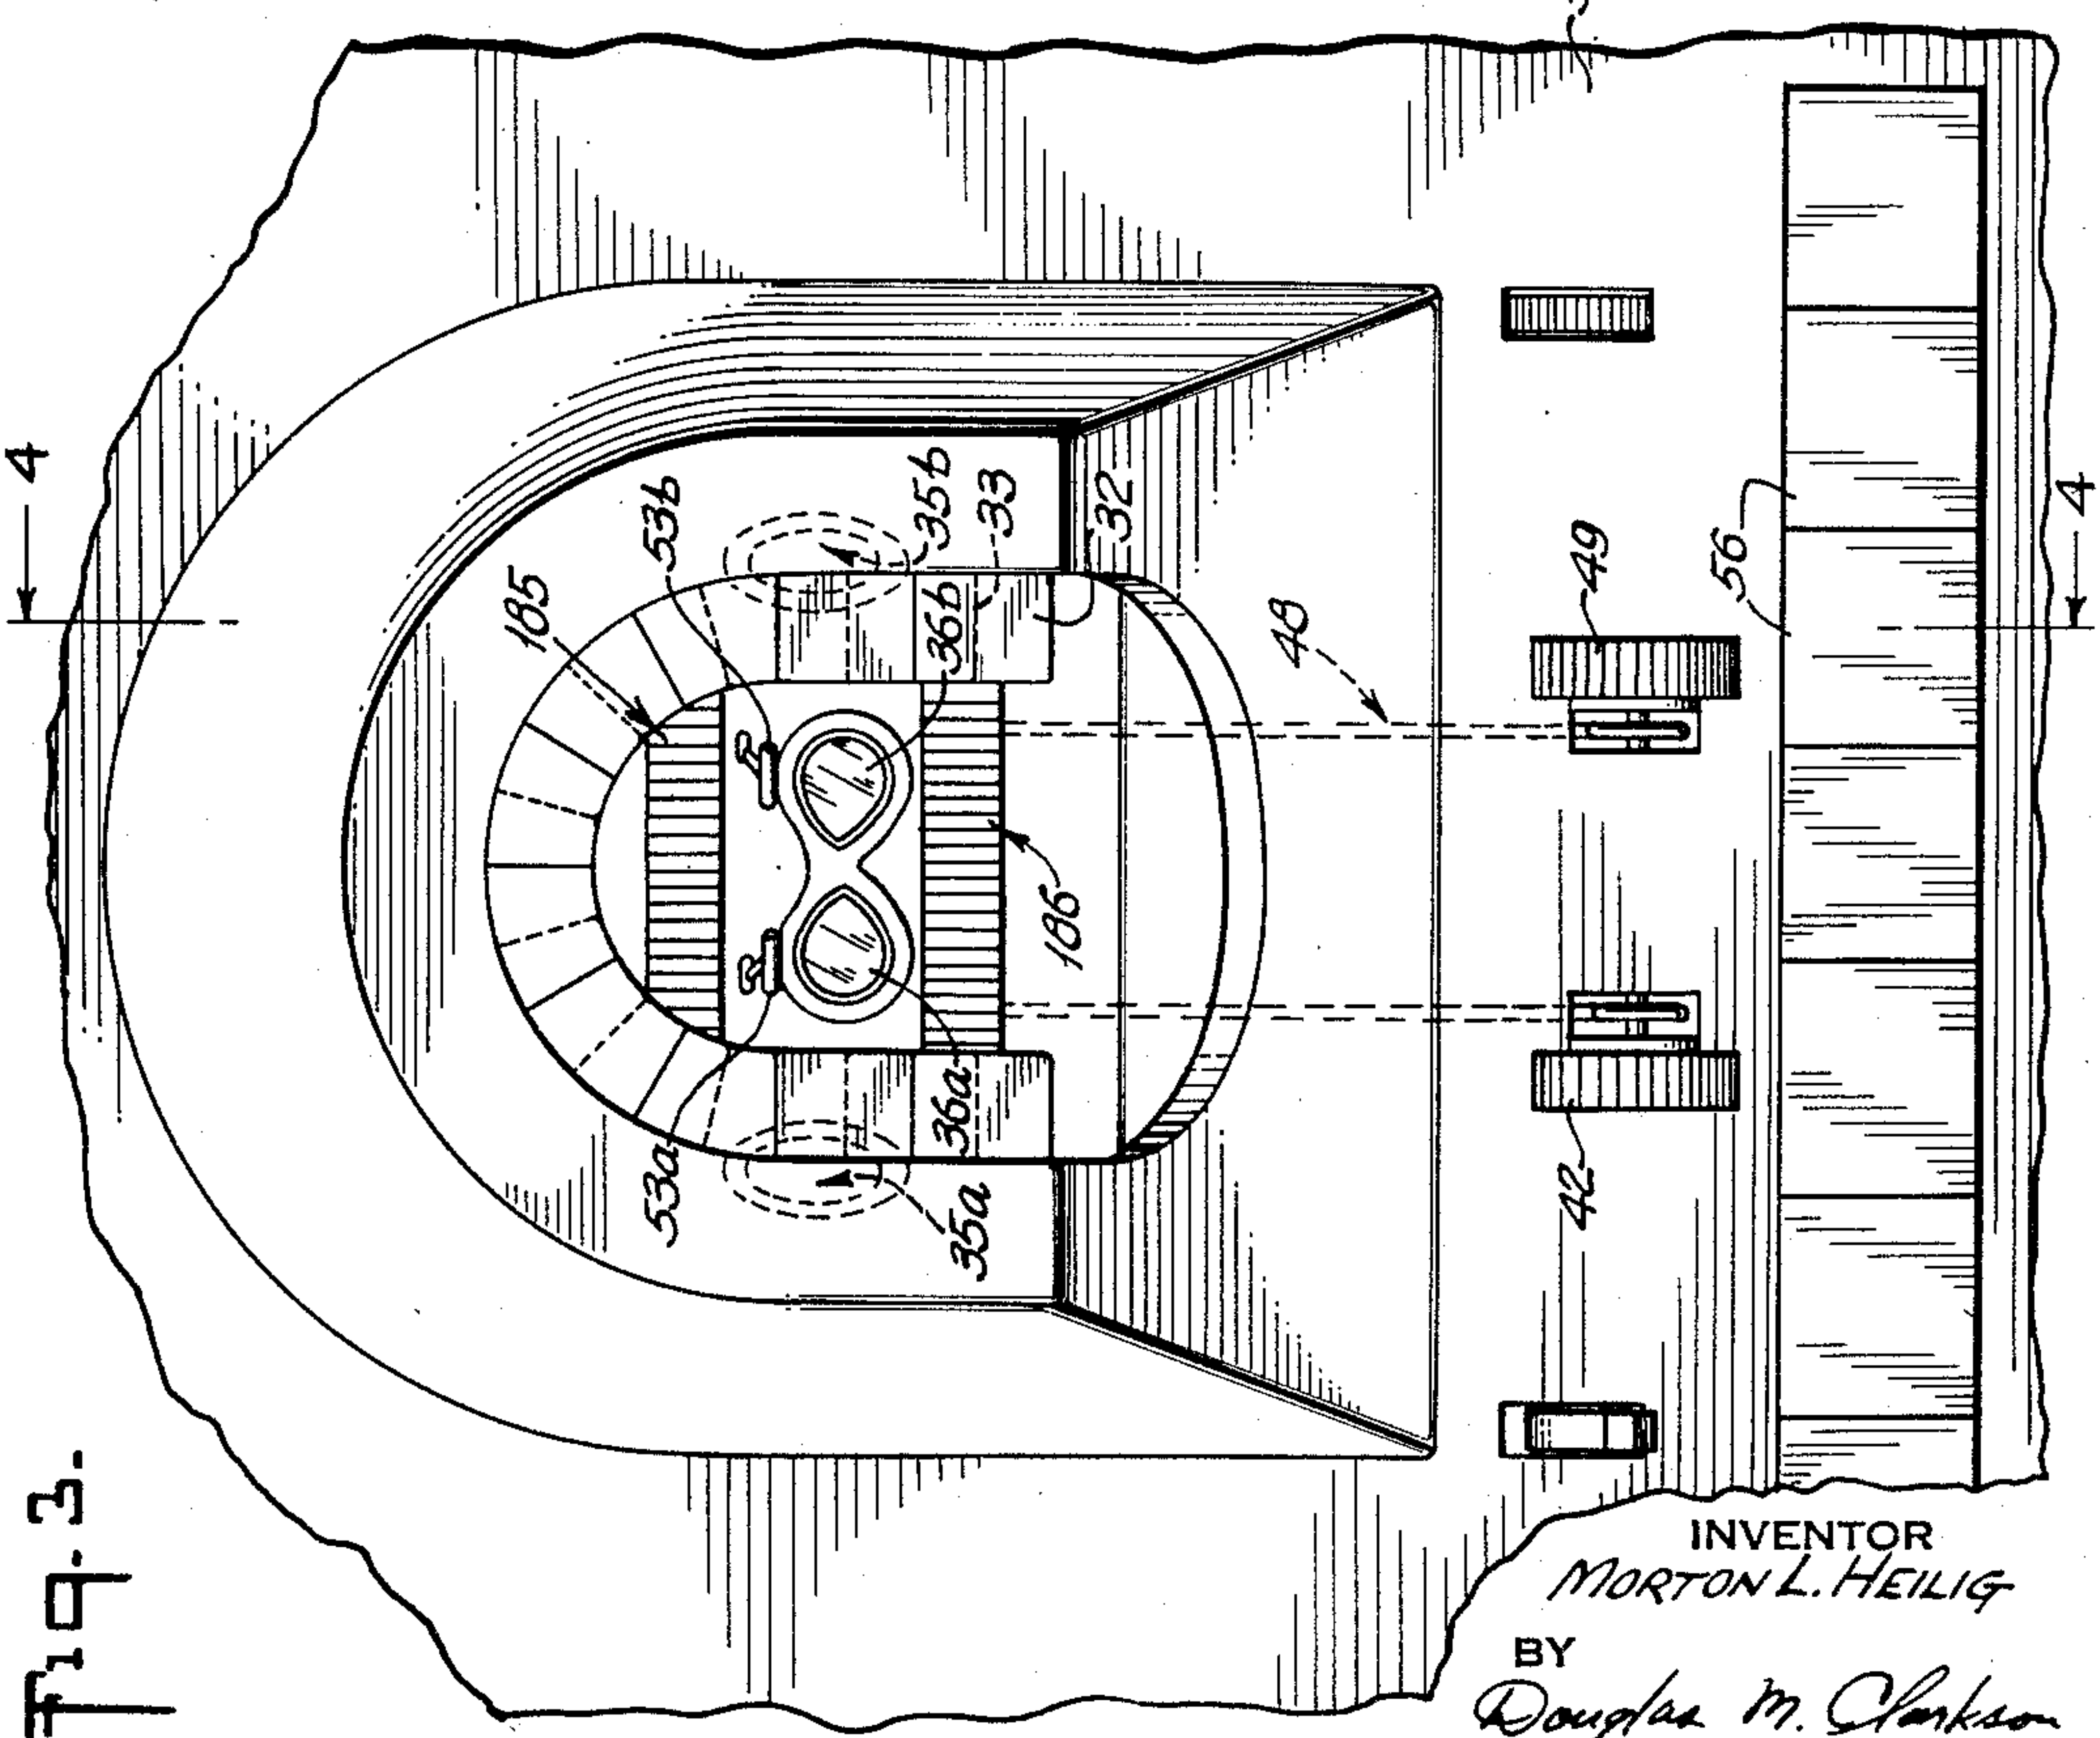 Fig. 3.
4
185
53b
35b
33
32
36b
48
49
56
4
186
53a
36a
35a
42
INVENTOR
MORTON L. HEILIG
BY
Douglas M. Clarkson